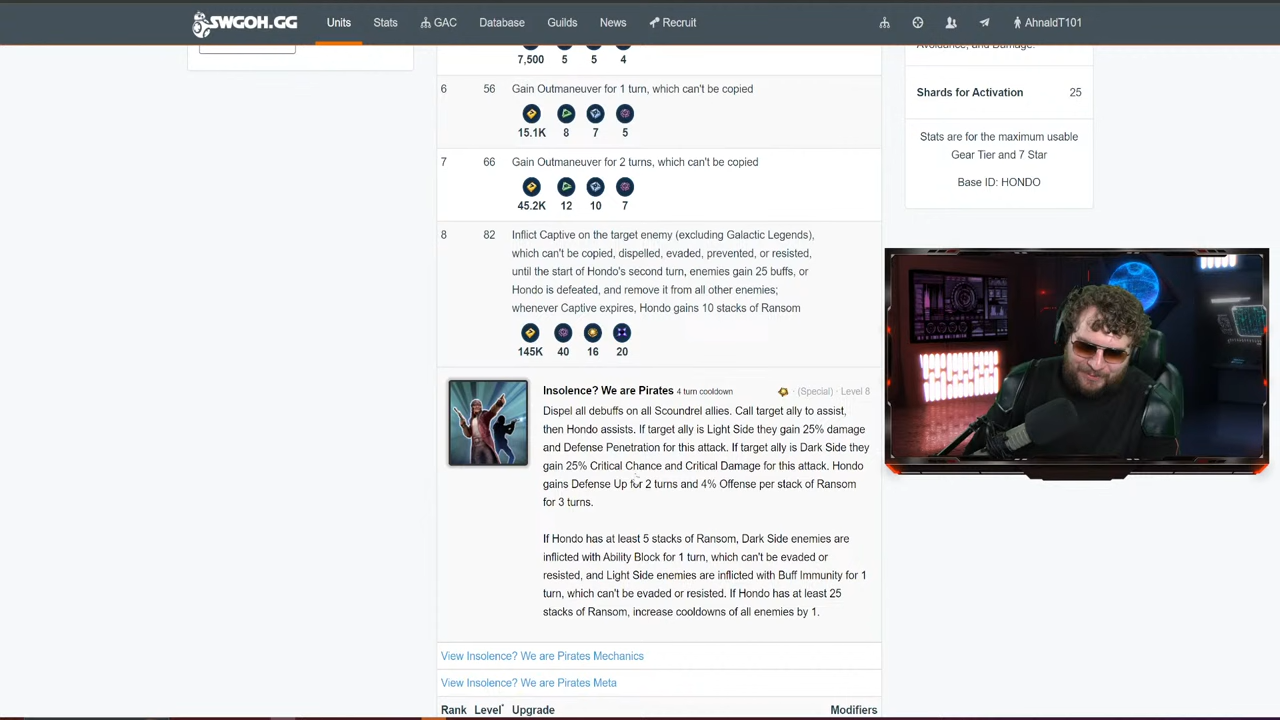 SWGOH.GG
Units
Stats
GAC
Database
Guilds
News
Recruit
AhnaldT101
7,500 5 5 4
6 56 Gain Outmaneuver for 1 turn, which can't be copied
15.1K 8 7 5
7 66 Gain Outmaneuver for 2 turns, which can't be copied
45.2K 12 10 7
8 82 Inflict Captive on the target enemy (excluding Galactic Legends),
which can't be copied, dispelled, evaded, prevented, or resisted,
until the start of Hondo's second turn, enemies gain 25 buffs, or
Hondo is defeated, and remove it from all other enemies;
whenever Captive expires, Hondo gains 10 stacks of Ransom
145K 40 16 20
Insolence? We are Pirates 4 turn cooldown · (Special) · Level 8
Dispel all debuffs on all Scoundrel allies. Call target ally to assist,
then Hondo assists. If target ally is Light Side they gain 25% damage
and Defense Penetration for this attack. If target ally is Dark Side they
gain 25% Critical Chance and Critical Damage for this attack. Hondo
gains Defense Up for 2 turns and 4% Offense per stack of Ransom
for 3 turns.
If Hondo has at least 5 stacks of Ransom, Dark Side enemies are
inflicted with Ability Block for 1 turn, which can't be evaded or
resisted, and Light Side enemies are inflicted with Buff Immunity for 1
turn, which can't be evaded or resisted. If Hondo has at least 25
stacks of Ransom, increase cooldowns of all enemies by 1.
View Insolence? We are Pirates Mechanics
View Insolence? We are Pirates Meta
Rank Level* Upgrade Modifiers
Avoidance, and Damage.
Shards for Activation 25
Stats are for the maximum usable
Gear Tier and 7 Star
Base ID: HONDO